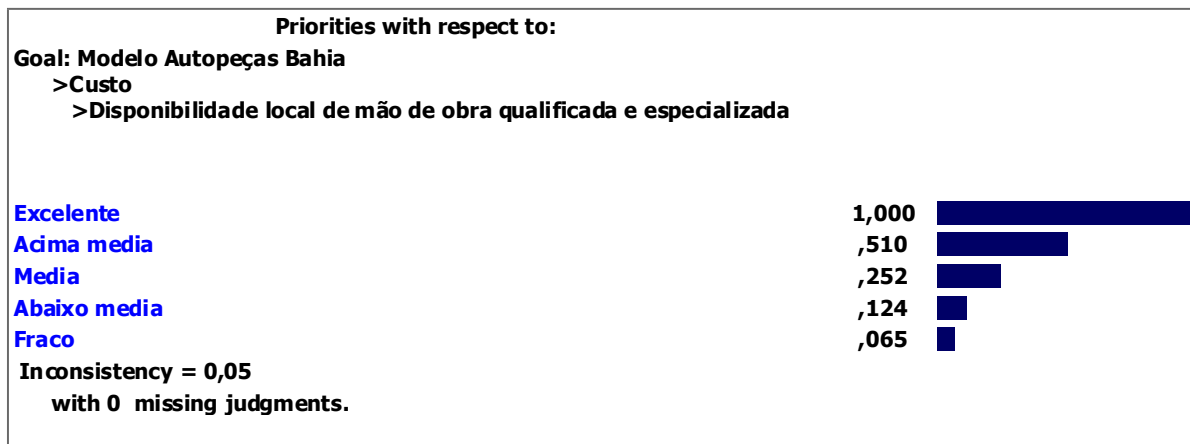 Priorities with respect to:
Goal: Modelo Autopeças Bahia
>Custo
>Disponibilidade local de mão de obra qualificada e especializada
Excelente 1,000
Acima media ,510
Media ,252
Abaixo media ,124
Fraco ,065
Inconsistency = 0,05
with 0 missing judgments.